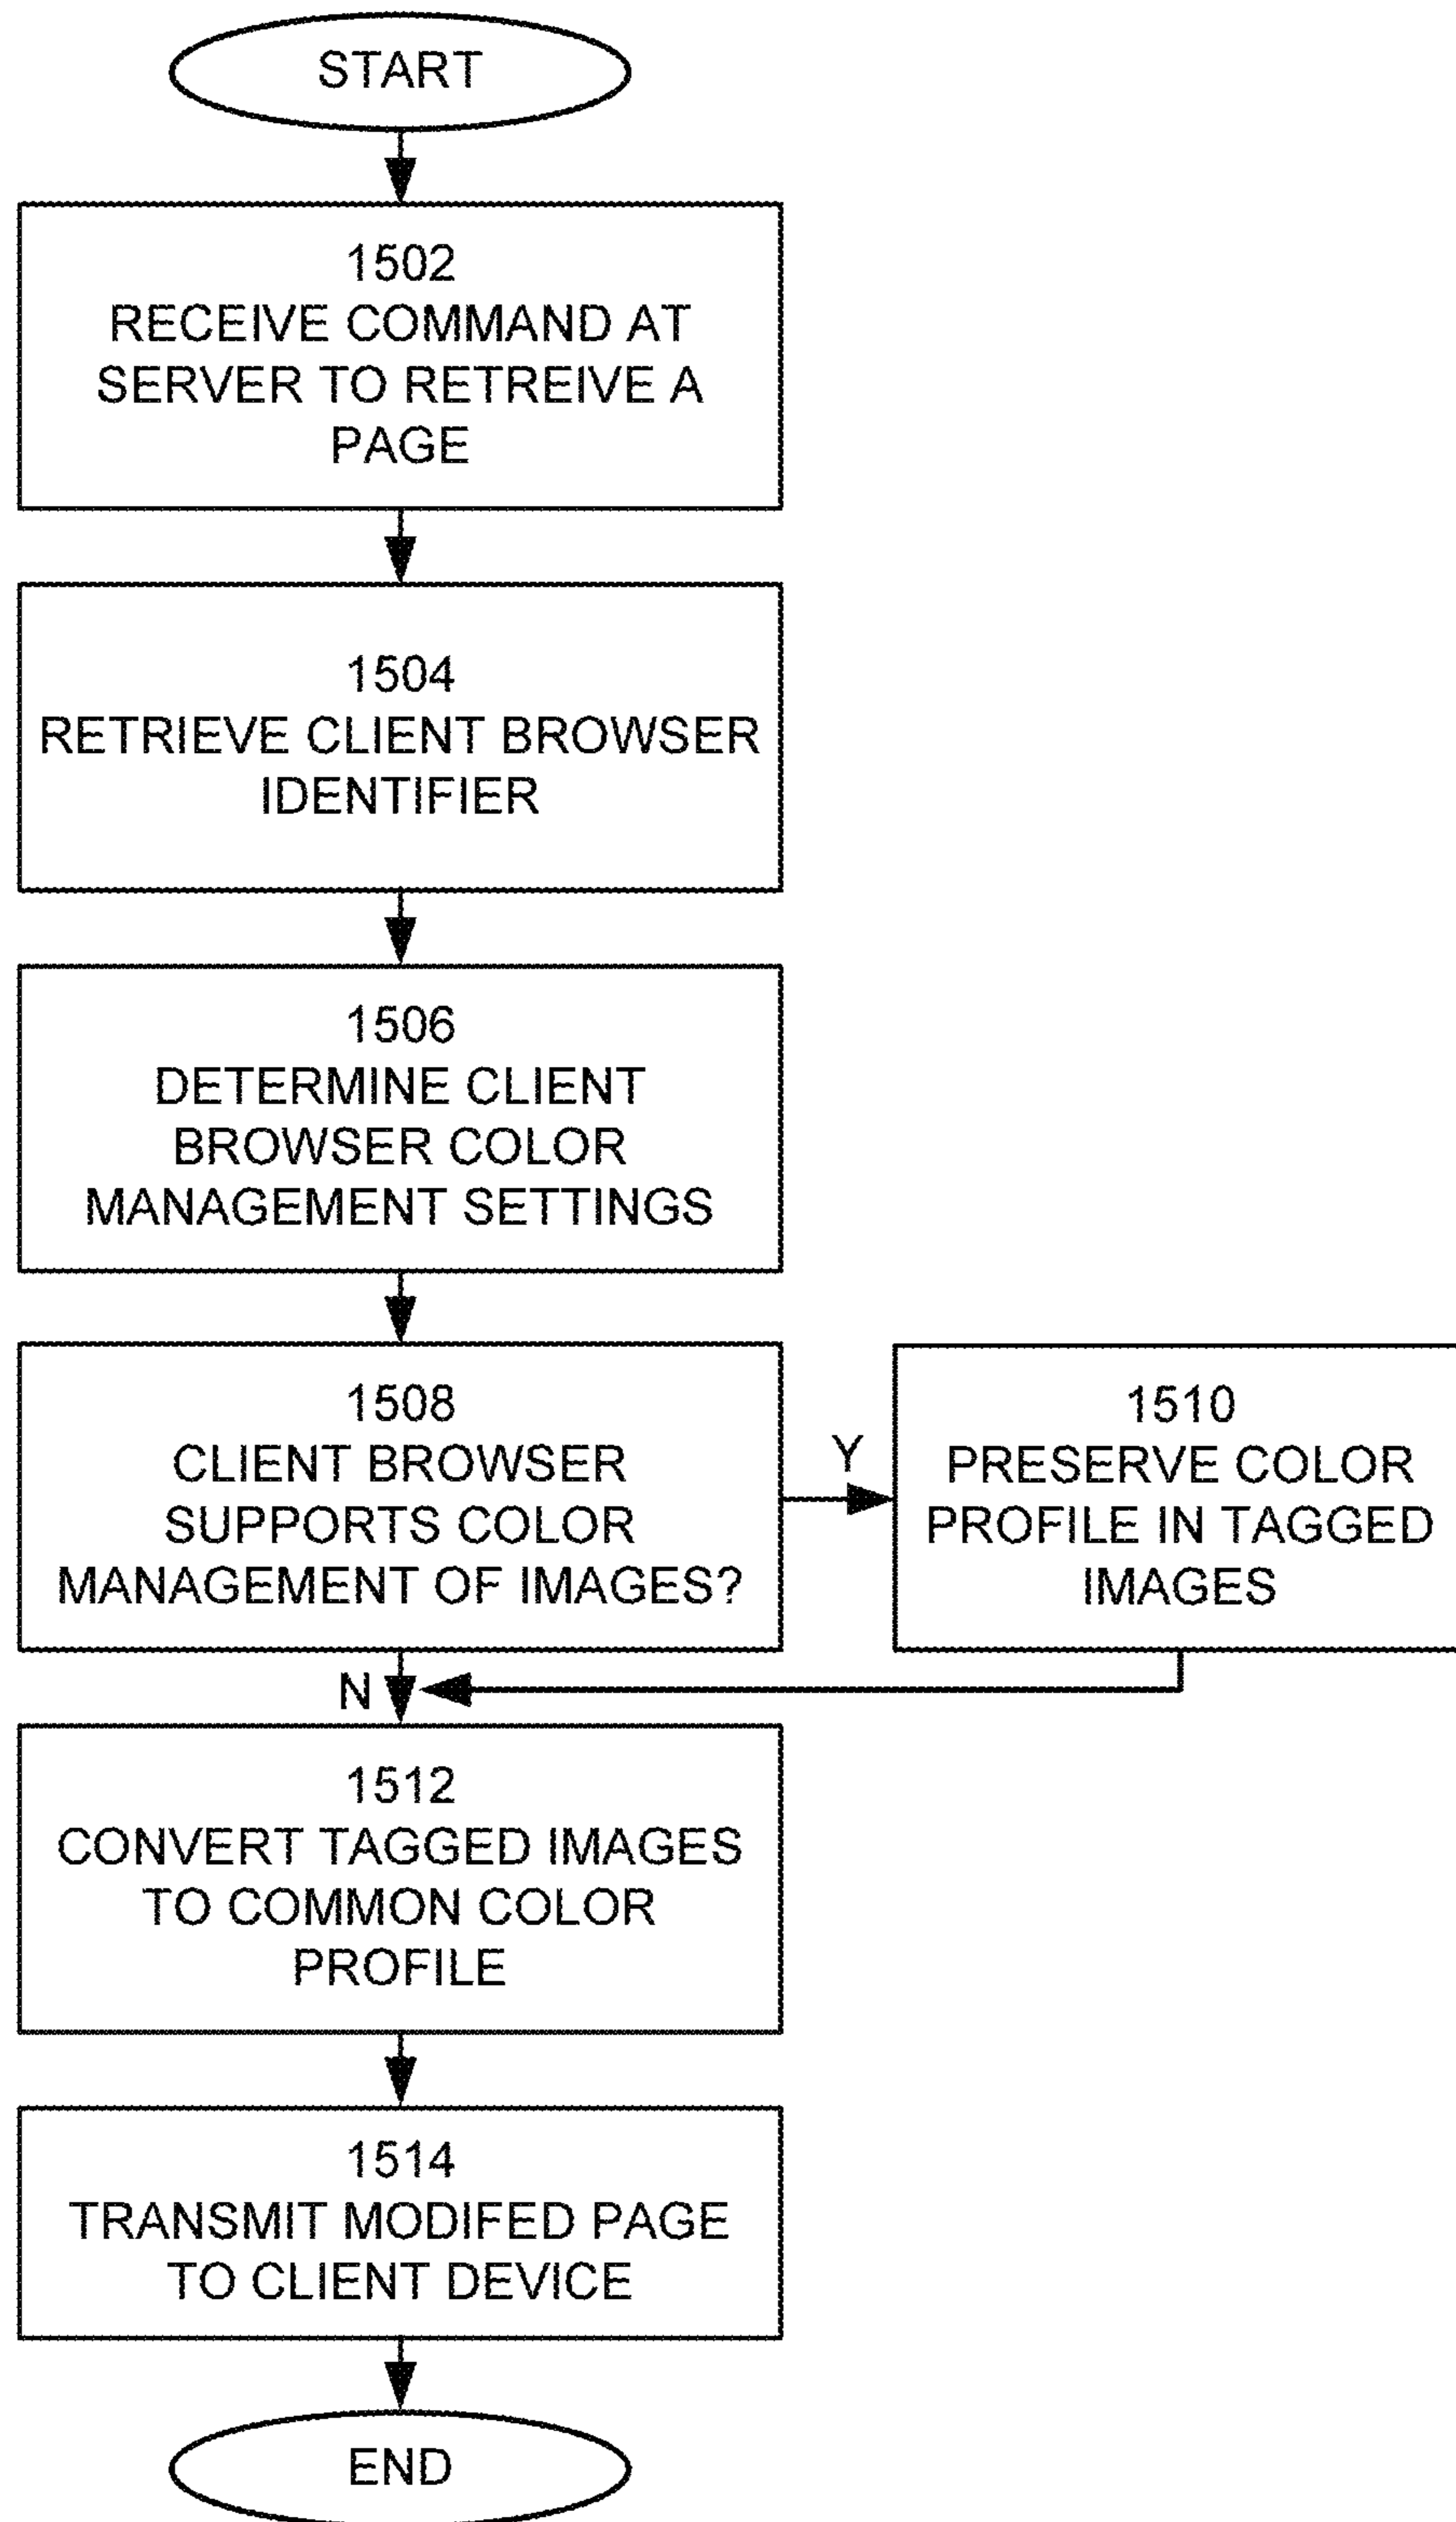 START
1502
RECEIVE COMMAND AT
SERVER TO RETREIVE A
PAGE
1504
RETRIEVE CLIENT BROWSER
IDENTIFIER
1506
DETERMINE CLIENT
BROWSER COLOR
MANAGEMENT SETTINGS
1508
CLIENT BROWSER
SUPPORTS COLOR
MANAGEMENT OF IMAGES?
Y
1510
PRESERVE COLOR
PROFILE IN TAGGED
IMAGES
N
1512
CONVERT TAGGED IMAGES
TO COMMON COLOR
PROFILE
1514
TRANSMIT MODIFED PAGE
TO CLIENT DEVICE
END